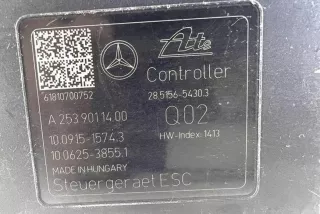 Ate
Controller
61810700752
28.5156-5430.3
A 253 901 14 00
Q02
10.0915-1574.3
HW-Index: 1413
10.0625-3855.1
MADE IN HUNGARY
Steuergeraet ESC